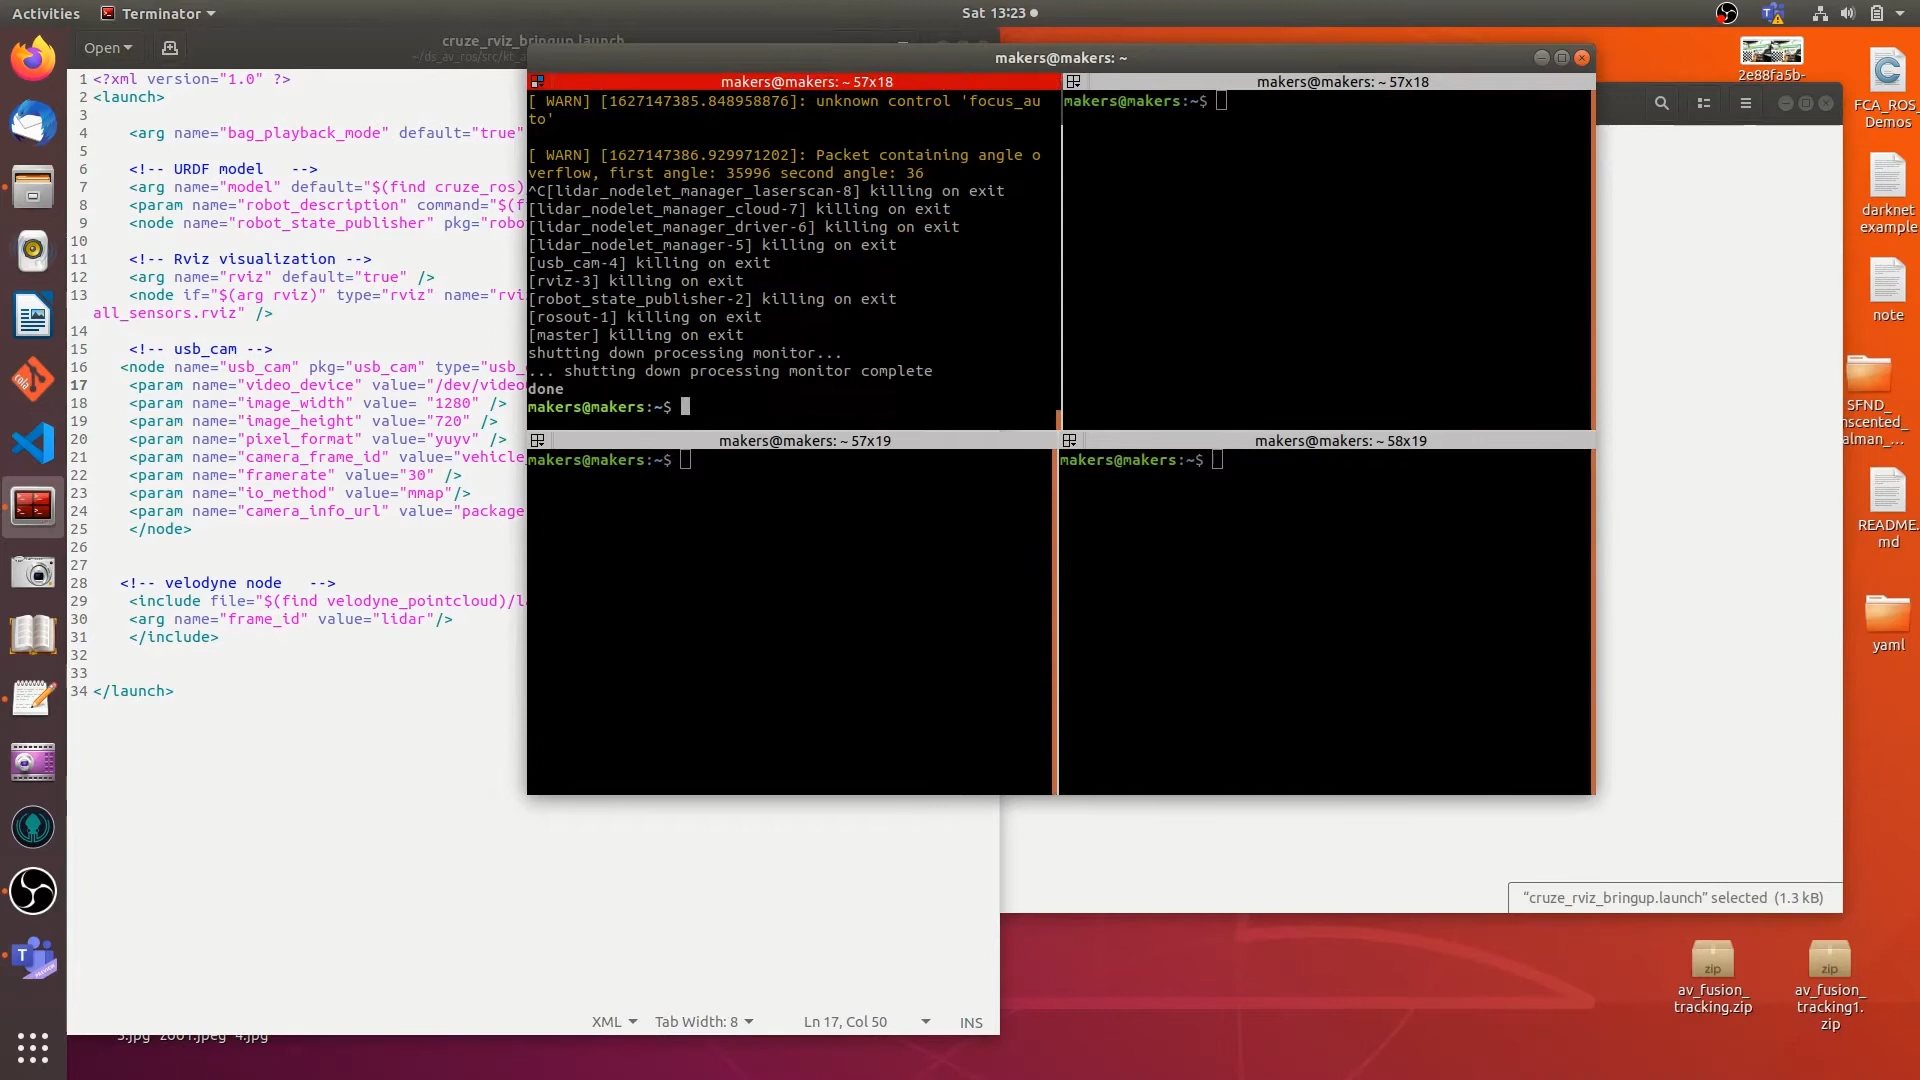 Activities
Terminator
Sat 13:23
Open
cruze_rviz_bringup.launch
~/ds_av_ros/src/kt_a
1 <?xml version="1.0" ?>
2 <launch>
3
4 <arg name="bag_playback_mode" default="true"
5
6 <!-- URDF model   -->
7 <arg name="model" default="$(find cruze_ros)
8 <param name="robot_description" command="$(f
9 <node name="robot_state_publisher" pkg="robo
10
11 <!-- Rviz visualization -->
12 <arg name="rviz" default="true" />
13 <node if="$(arg rviz)" type="rviz" name="rvi
all_sensors.rviz" />
14
15 <!-- usb_cam -->
16 <node name="usb_cam" pkg="usb_cam" type="usb_
17 <param name="video_device" value="/dev/video
18 <param name="image_width" value= "1280" />
19 <param name="image_height" value="720" />
20 <param name="pixel_format" value="yuyv" />
21 <param name="camera_frame_id" value="vehicle
22 <param name="framerate" value="30" />
23 <param name="io_method" value="mmap"/>
24 <param name="camera_info_url" value="package
25 </node>
26
27
28 <!-- velodyne node   -->
29 <include file="$(find velodyne_pointcloud)/l
30 <arg name="frame_id" value="lidar"/>
31 </include>
32
33
34 </launch>
XML
Tab Width: 8
Ln 17, Col 50
INS
makers@makers: ~
makers@makers: ~ 57x18
[ WARN] [1627147385.848958876]: unknown control 'focus_au
to'
[ WARN] [1627147386.929971202]: Packet containing angle o
verflow, first angle: 35996 second angle: 36
^C[lidar_nodelet_manager_laserscan-8] killing on exit
[lidar_nodelet_manager_cloud-7] killing on exit
[lidar_nodelet_manager_driver-6] killing on exit
[lidar_nodelet_manager-5] killing on exit
[usb_cam-4] killing on exit
[rviz-3] killing on exit
[robot_state_publisher-2] killing on exit
[rosout-1] killing on exit
[master] killing on exit
shutting down processing monitor...
... shutting down processing monitor complete
done
makers@makers:~$
makers@makers: ~ 57x18
makers@makers:~$
makers@makers: ~ 57x19
makers@makers:~$
makers@makers: ~ 58x19
makers@makers:~$
"cruze_rviz_bringup.launch" selected (1.3 kB)
2e88fa5b-
FCA_ROS_
Demos
darknet
example
note
SFND_
nscented_
alman_...
README.
md
yaml
zip
av_fusion_
tracking.zip
zip
av_fusion_
tracking1.
zip